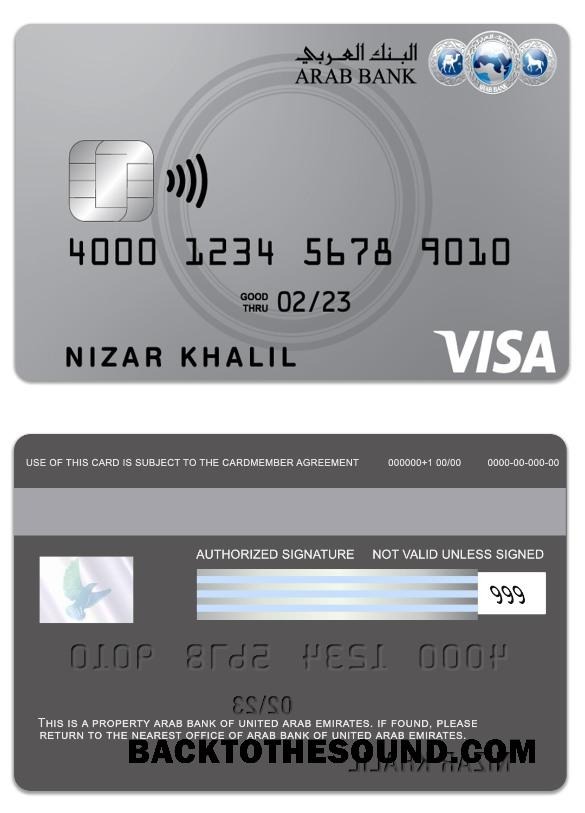 البنك العربي
ARAB BANK
ARAB BANK
4000 1234 5678 9010
GOOD THRU 02/23
NIZAR KHALIL
VISA
USE OF THIS CARD IS SUBJECT TO THE CARDMEMBER AGREEMENT 000000+1 00/00 0000-00-000-00
AUTHORIZED SIGNATURE NOT VALID UNLESS SIGNED
999
4000 1234 5678 9010
02/23
THIS IS A PROPERTY ARAB BANK OF UNITED ARAB EMIRATES. IF FOUND, PLEASE
RETURN TO THE NEAREST OFFICE OF ARAB BANK OF UNITED ARAB EMIRATES.
BACKTOTHESOUND.COM
NIZAR KHALIL